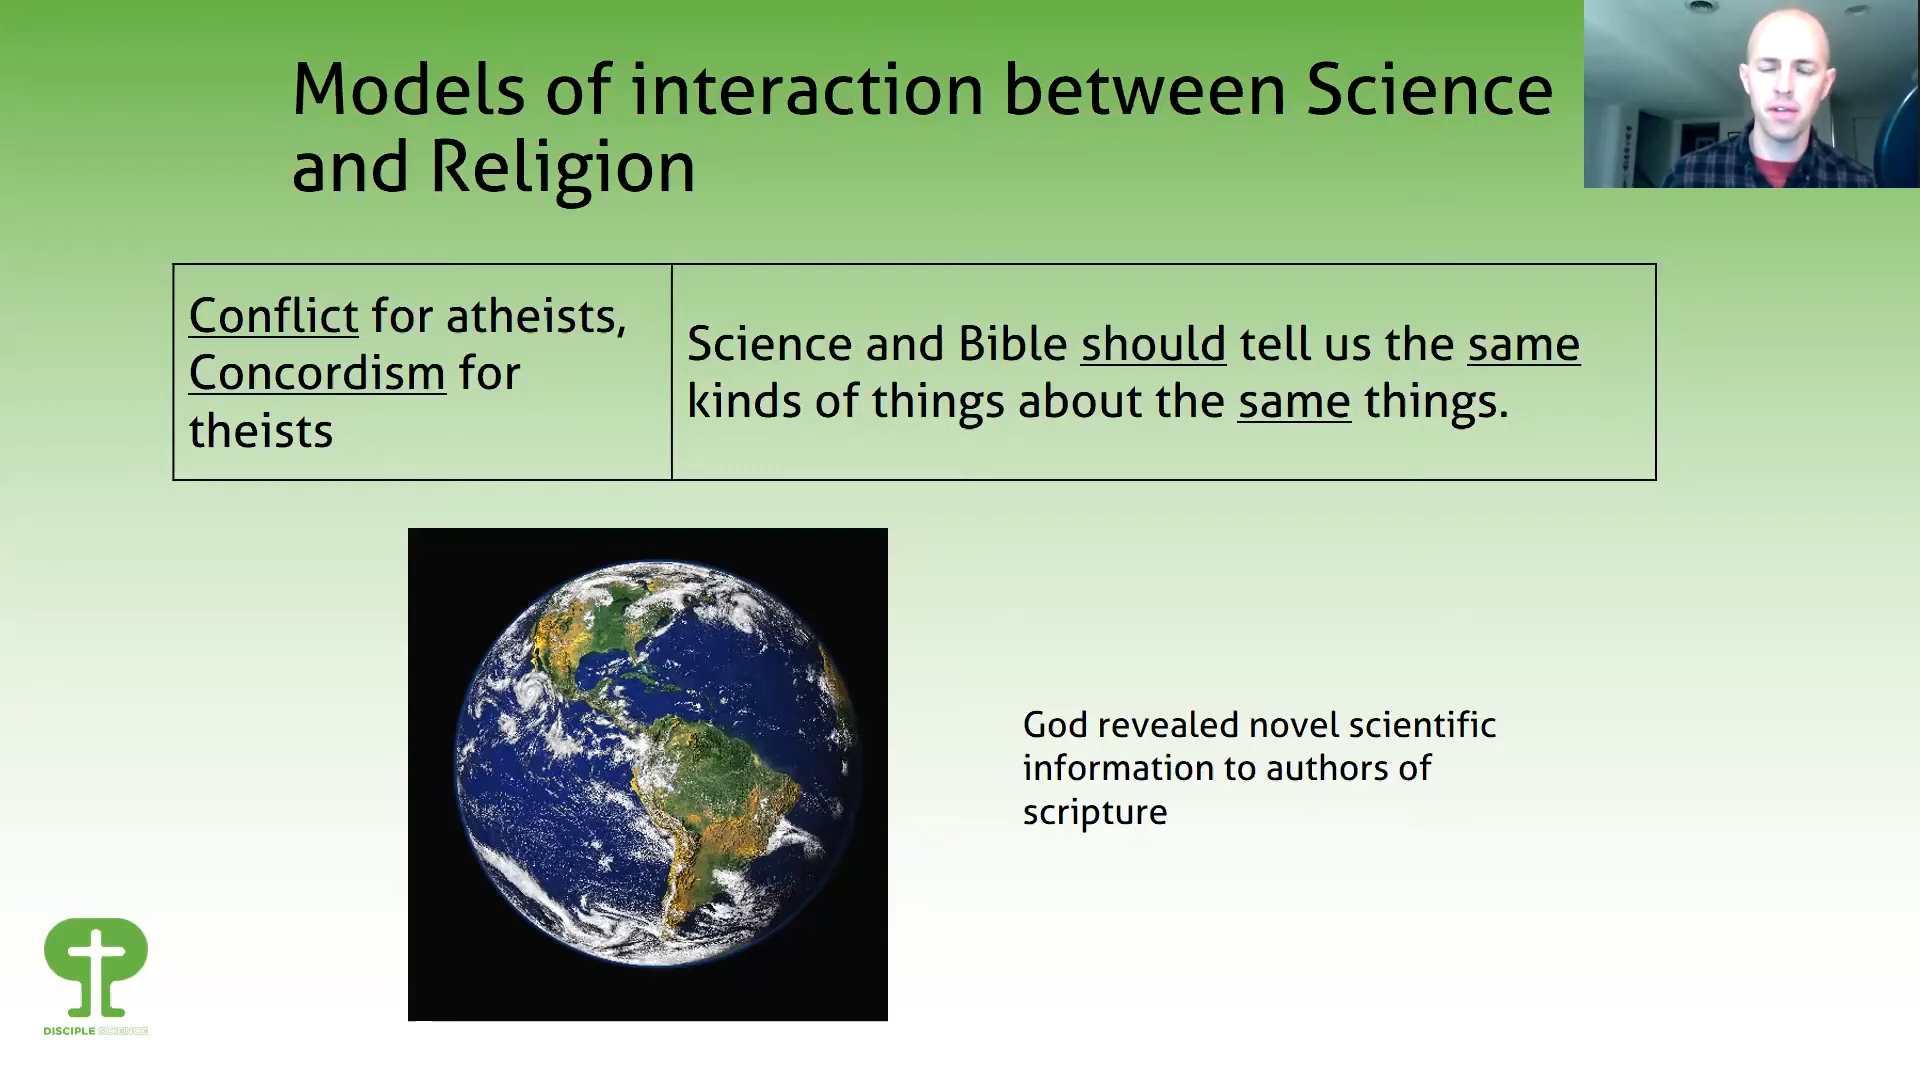 Models of interaction between Science
and Religion
Conflict for atheists,
Concordism for
theists
Science and Bible should tell us the same
kinds of things about the same things.
God revealed novel scientific
information to authors of
scripture
DISCIPLE SCIENCE